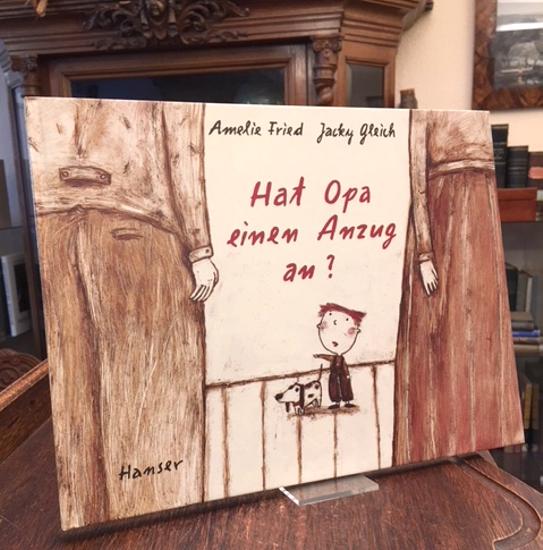 Amelie Fried Jacky Gleich
Hat Opa
einen Anzug
an?
Hanser